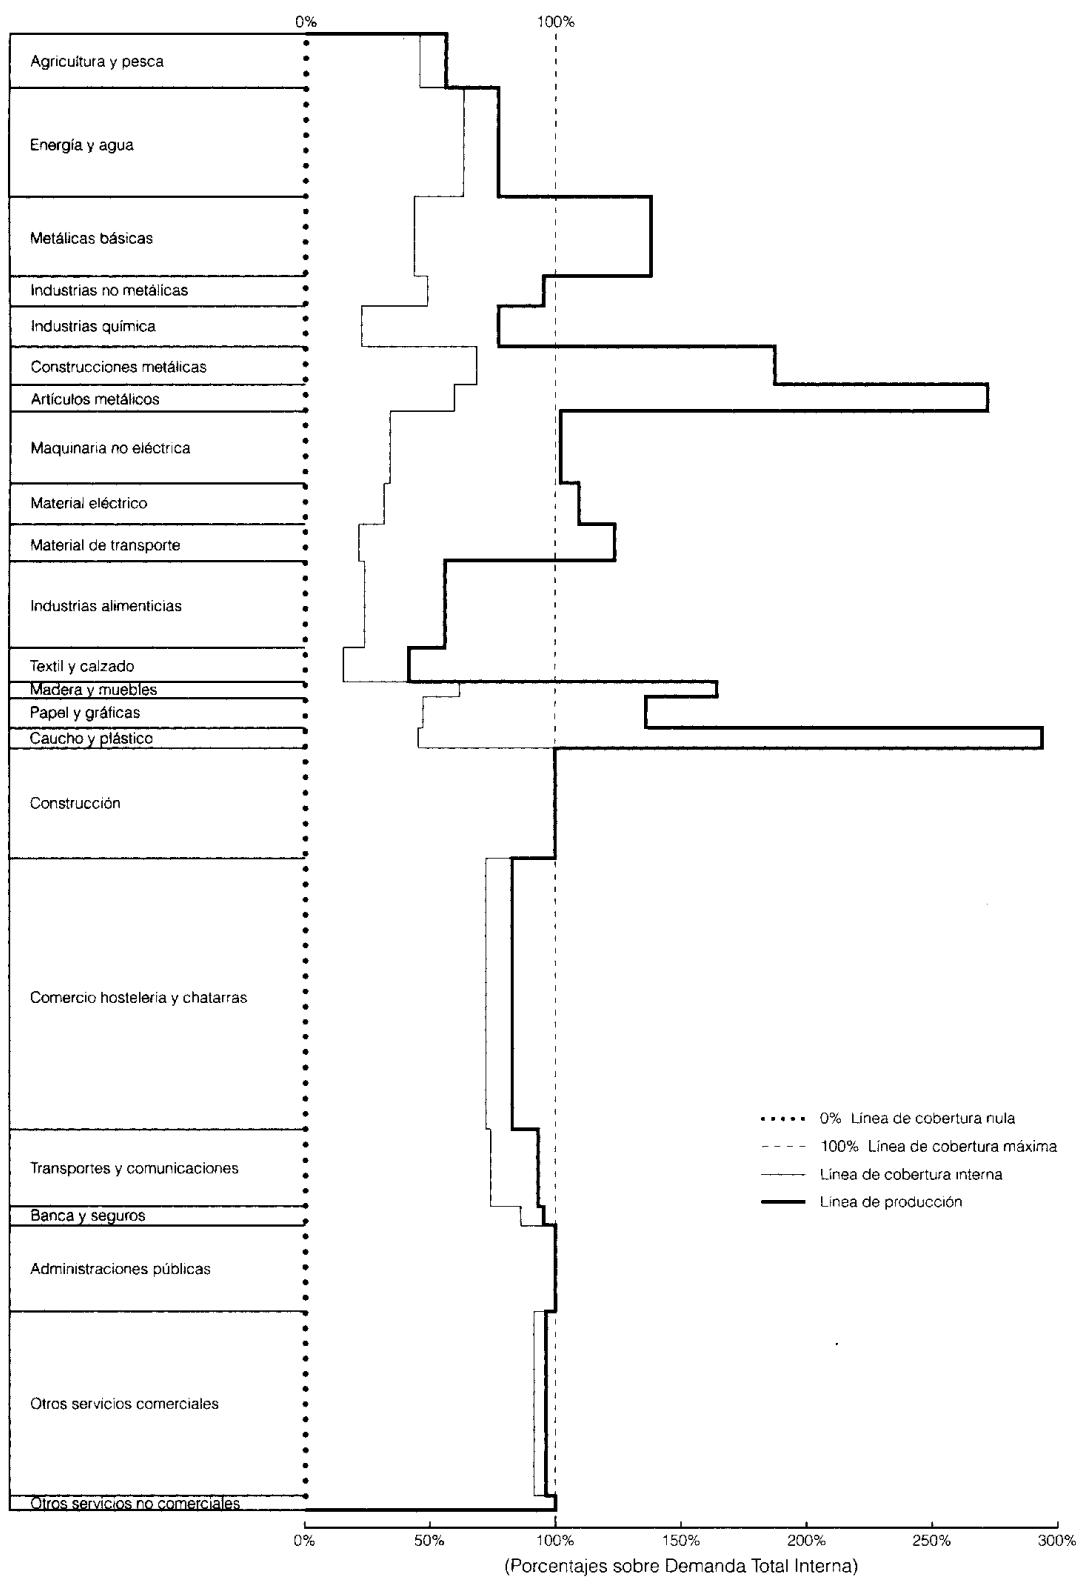 0% 100%
Agricultura y pesca
Energía y agua
Metálicas básicas
Industrias no metálicas
Industrias química
Construcciones metálicas
Artículos metálicos
Maquinaria no eléctrica
Material eléctrico
Material de transporte
Industrias alimenticias
Textil y calzado
Madera y muebles
Papel y gráficas
Caucho y plástico
Construcción
Comercio hostelería y chatarras
Transportes y comunicaciones
Banca y seguros
Administraciones públicas
Otros servicios comerciales
Otros servicios no comerciales
0% Línea de cobertura nula
100% Línea de cobertura máxima
Línea de cobertura interna
Línea de producción
0% 50% 100% 150% 200% 250% 300%
(Porcentajes sobre Demanda Total Interna)